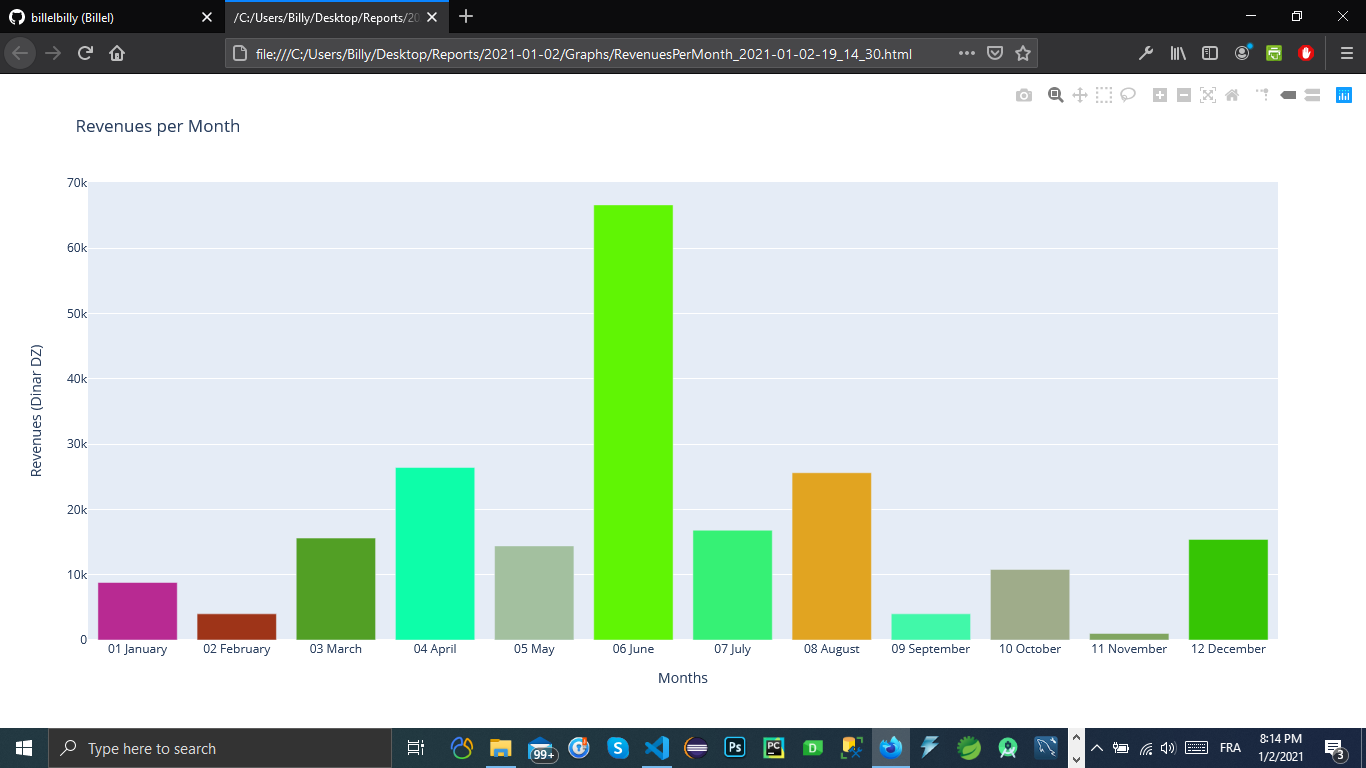 billelbilly (Billel)
/C:/Users/Billy/Desktop/Reports/20
file:///C:/Users/Billy/Desktop/Reports/2021-01-02/Graphs/RevenuesPerMonth_2021-01-02-19_14_30.html
Revenues per Month
70k
60k
50k
40k
30k
20k
10k
0
Revenues (Dinar DZ)
01 January 02 February 03 March 04 April 05 May 06 June 07 July 08 August 09 September 10 October 11 November 12 December
Months
Type here to search
99+
Ps
PC
D
FRA
8:14 PM
1/2/2021
3